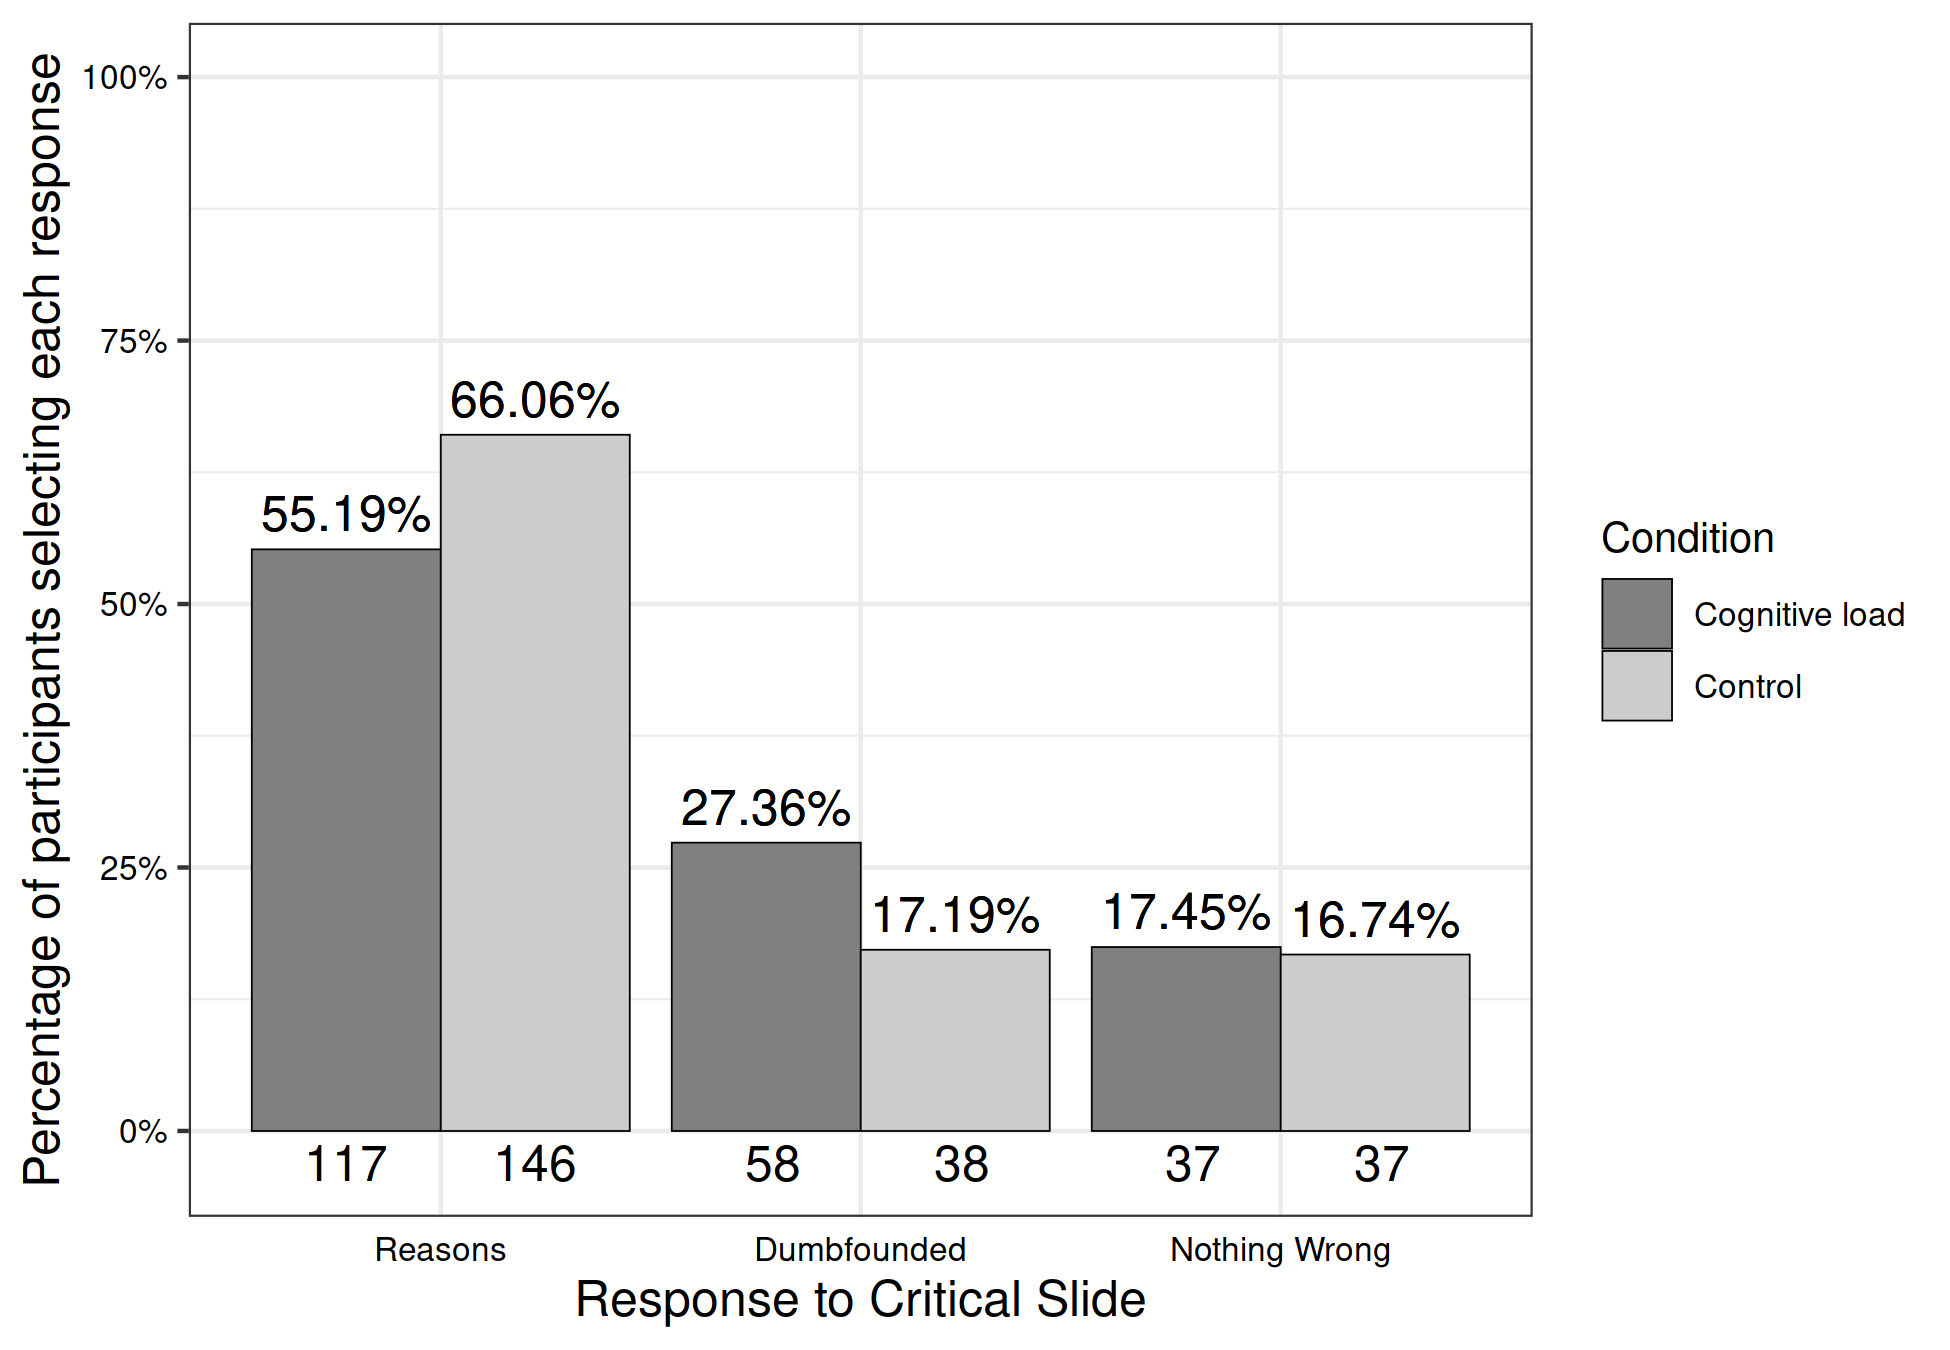 Percentage of participants selecting each response
100%
75%
50%
25%
0%
55.19%
66.06%
27.36%
17.19%
17.45%
16.74%
117
146
58
38
37
37
Reasons
Dumbfounded
Nothing Wrong
Response to Critical Slide
Condition
Cognitive load
Control